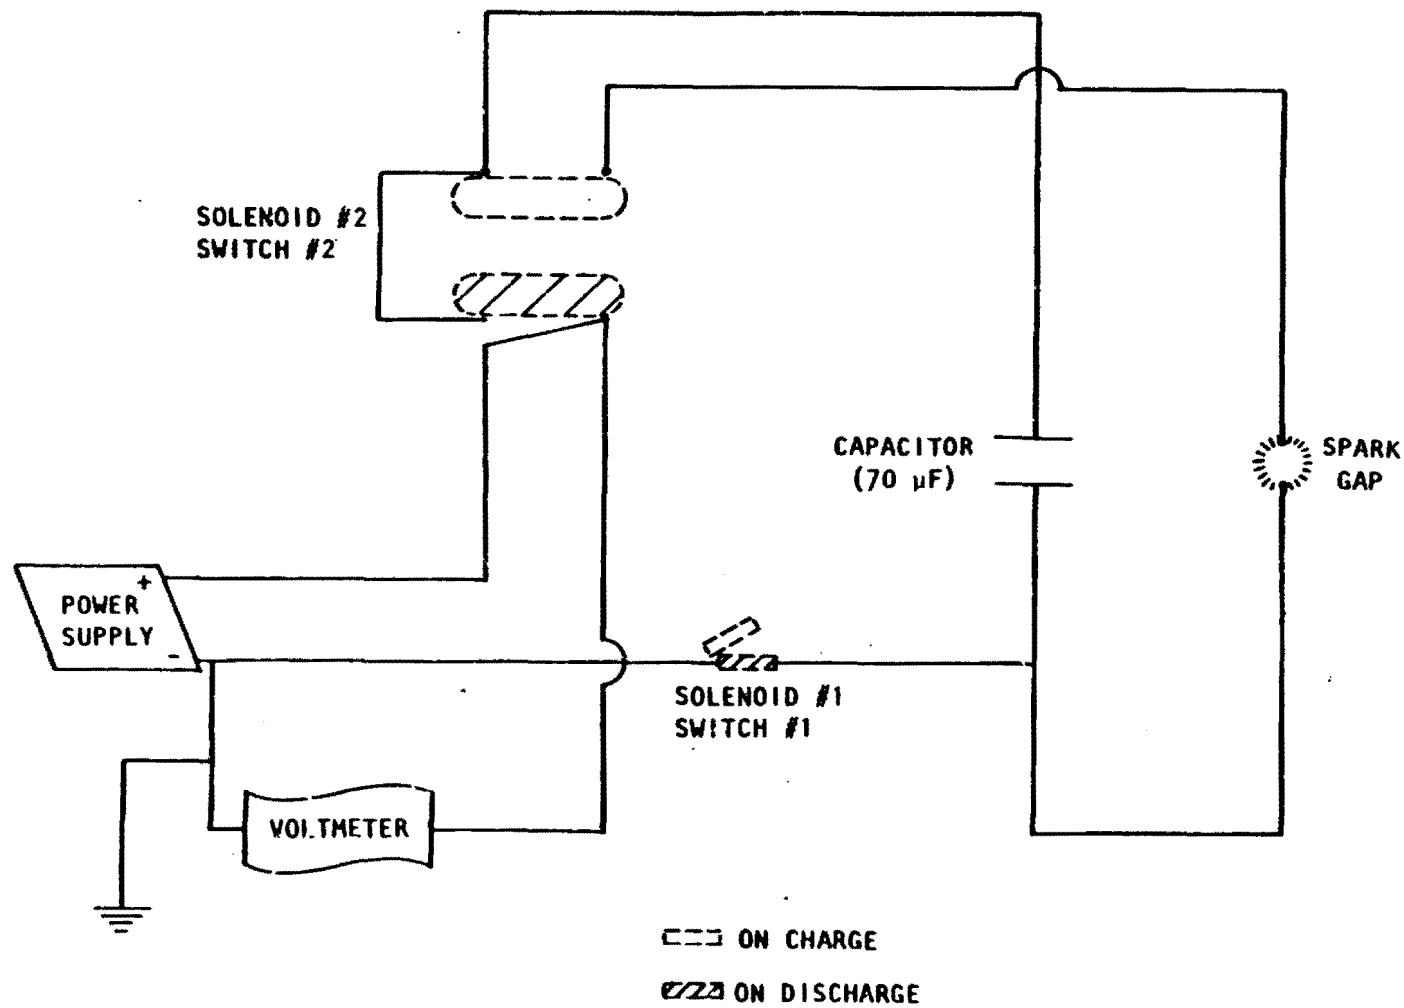 SOLENOID #2
SWITCH #2
CAPACITOR
(70 µF)
SPARK
GAP
+
POWER
SUPPLY
-
SOLENOID #1
SWITCH #1
VOLTMETER
ON CHARGE
ON DISCHARGE